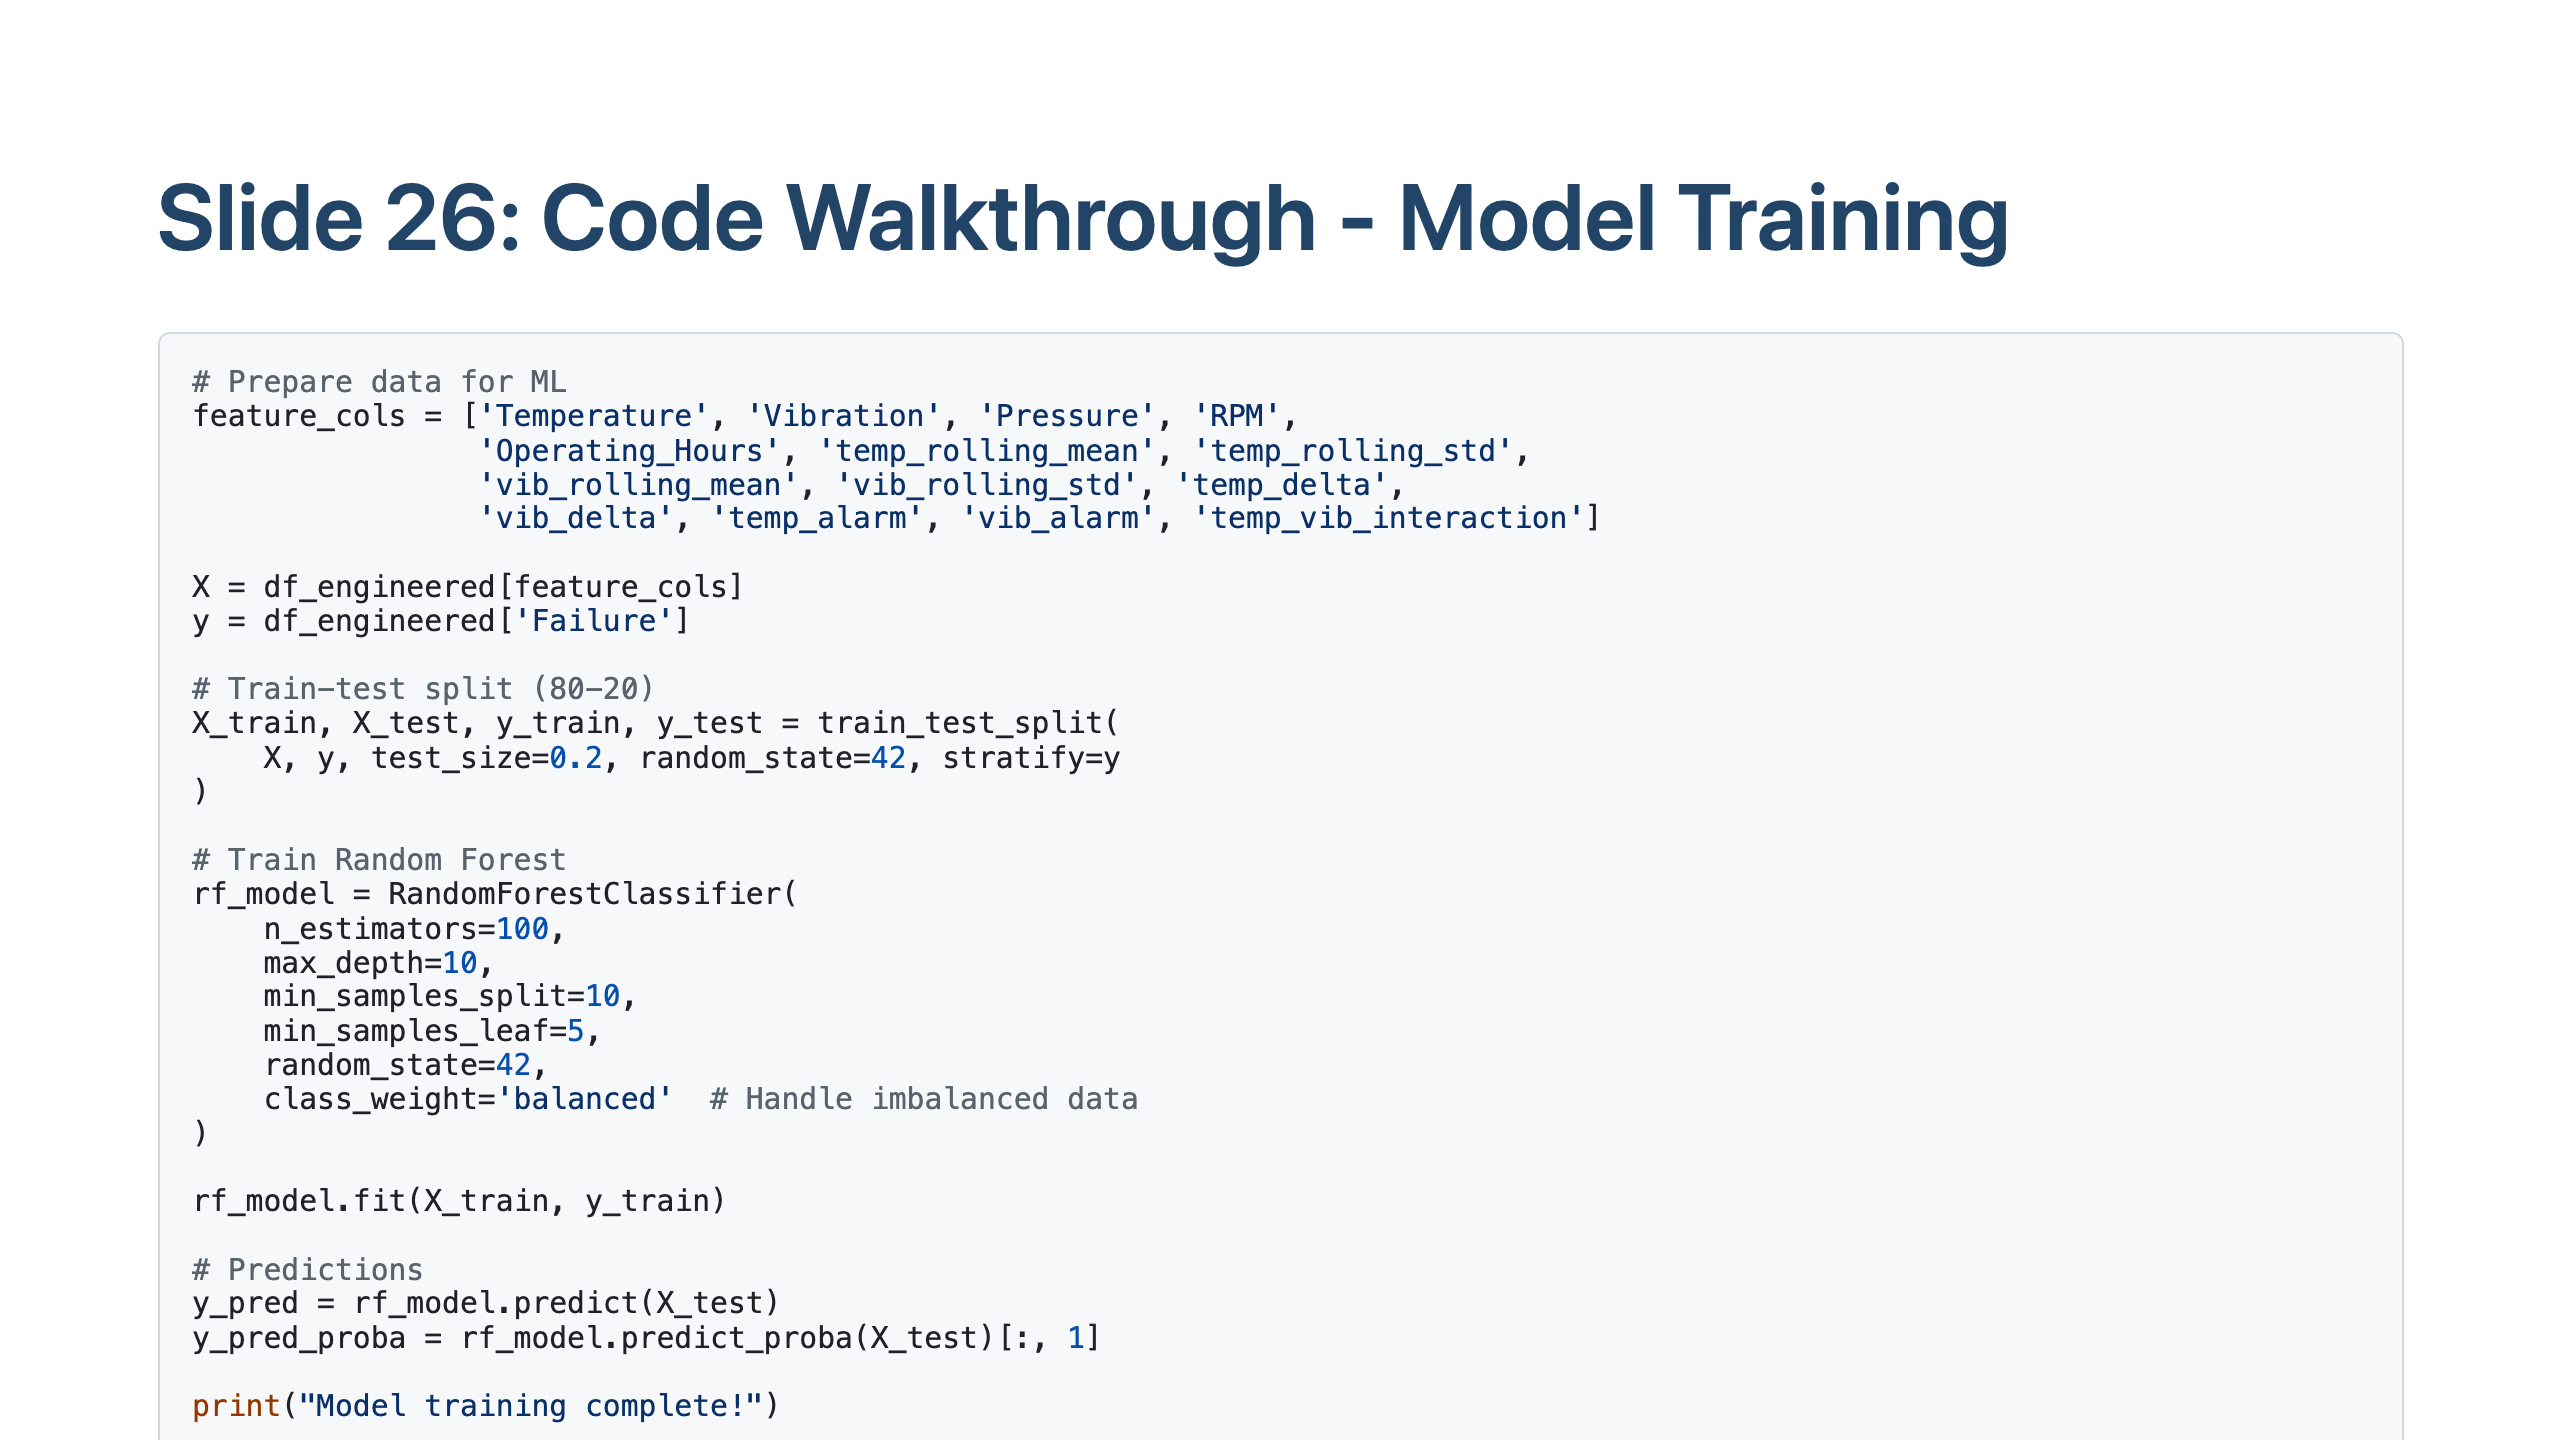 Slide 26: Code Walkthrough - Model Training
# Prepare data for ML
feature_cols = ['Temperature', 'Vibration', 'Pressure', 'RPM',
                'Operating_Hours', 'temp_rolling_mean', 'temp_rolling_std',
                'vib_rolling_mean', 'vib_rolling_std', 'temp_delta',
                'vib_delta', 'temp_alarm', 'vib_alarm', 'temp_vib_interaction']

X = df_engineered[feature_cols]
y = df_engineered['Failure']

# Train-test split (80-20)
X_train, X_test, y_train, y_test = train_test_split(
    X, y, test_size=0.2, random_state=42, stratify=y
)

# Train Random Forest
rf_model = RandomForestClassifier(
    n_estimators=100,
    max_depth=10,
    min_samples_split=10,
    min_samples_leaf=5,
    random_state=42,
    class_weight='balanced'  # Handle imbalanced data
)

rf_model.fit(X_train, y_train)

# Predictions
y_pred = rf_model.predict(X_test)
y_pred_proba = rf_model.predict_proba(X_test)[:, 1]

print("Model training complete!")